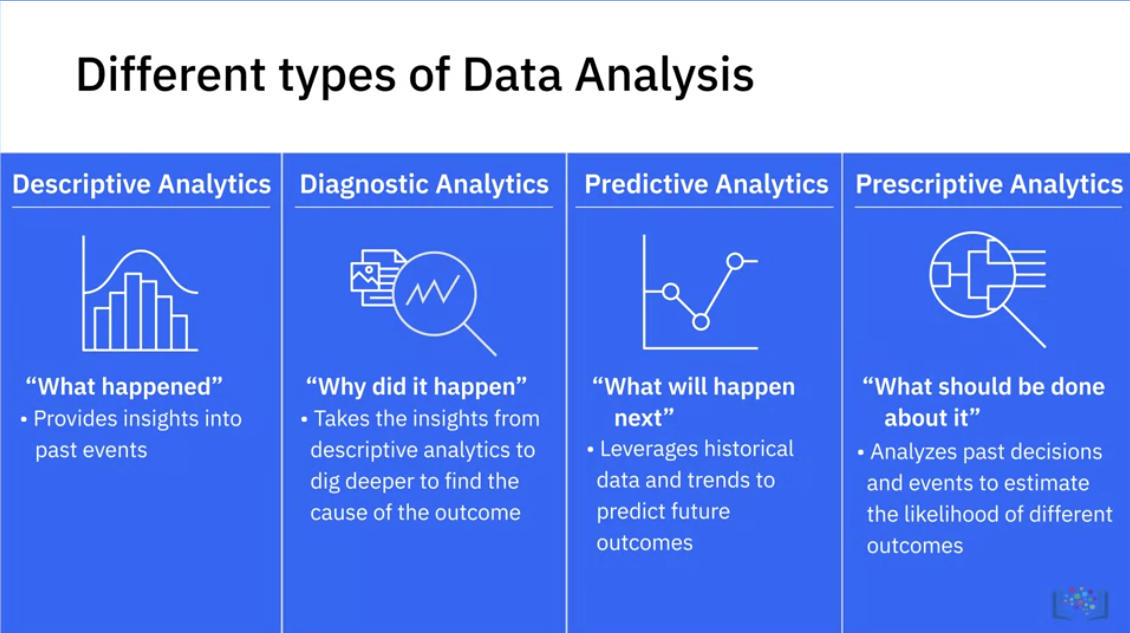 Different types of Data Analysis
Descriptive Analytics
“What happened”
• Provides insights into
past events
Diagnostic Analytics
“Why did it happen”
• Takes the insights from
descriptive analytics to
dig deeper to find the
cause of the outcome
Predictive Analytics
“What will happen
next”
• Leverages historical
data and trends to
predict future
outcomes
Prescriptive Analytics
“What should be done
about it”
• Analyzes past decisions
and events to estimate
the likelihood of different
outcomes